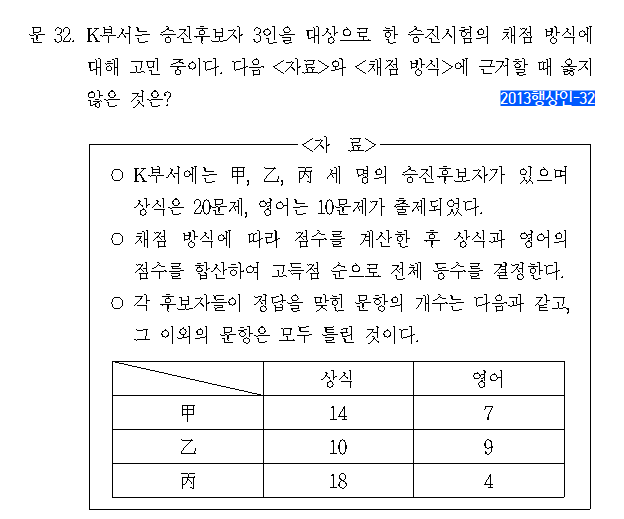 문 32. K부서는 승진후보자 3인을 대상으로 한 승진시험의 채점 방식에
대해 고민 중이다. 다음 <자료>와 <채점 방식>에 근거할 때 옳지
않은 것은?
2013행상인-32
<자 료>
○ K부서에는 甲, 乙, 丙 세 명의 승진후보자가 있으며
상식은 20문제, 영어는 10문제가 출제되었다.
○ 채점 방식에 따라 점수를 계산한 후 상식과 영어의
점수를 합산하여 고득점 순으로 전체 등수를 결정한다.
○ 각 후보자들이 정답을 맞힌 문항의 개수는 다음과 같고,
그 이외의 문항은 모두 틀린 것이다.
상식 영어
甲 14 7
乙 10 9
丙 18 4